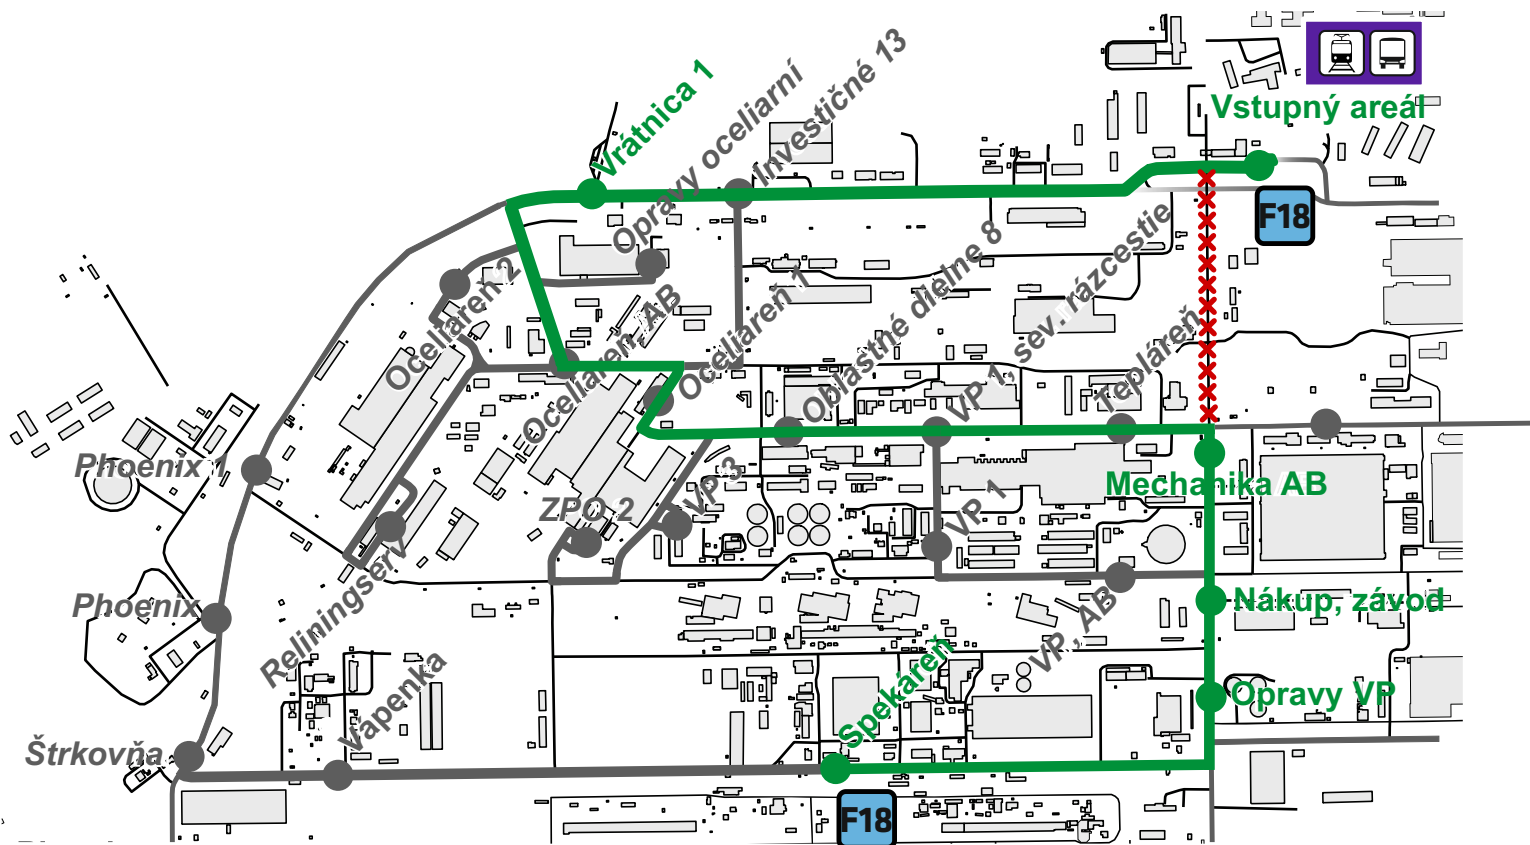 Vstupný areál
Vrátnica 1
Opravy oceliarní
Investičné 13
F18
Oceliareň 2
Oceliareň, AB
Oceliareň 1
Oblastné dielne 8
VP 1, sev. rázcestie
Tepláreň
Mechanika AB
Phoenix 1
ZPO 2
VP 3
VP 1
Phoenix
Reliningserv
VP, AB
Nákup, závod
Vápenka
Spekáreň
Opravy VP
Štrkovňa
F18